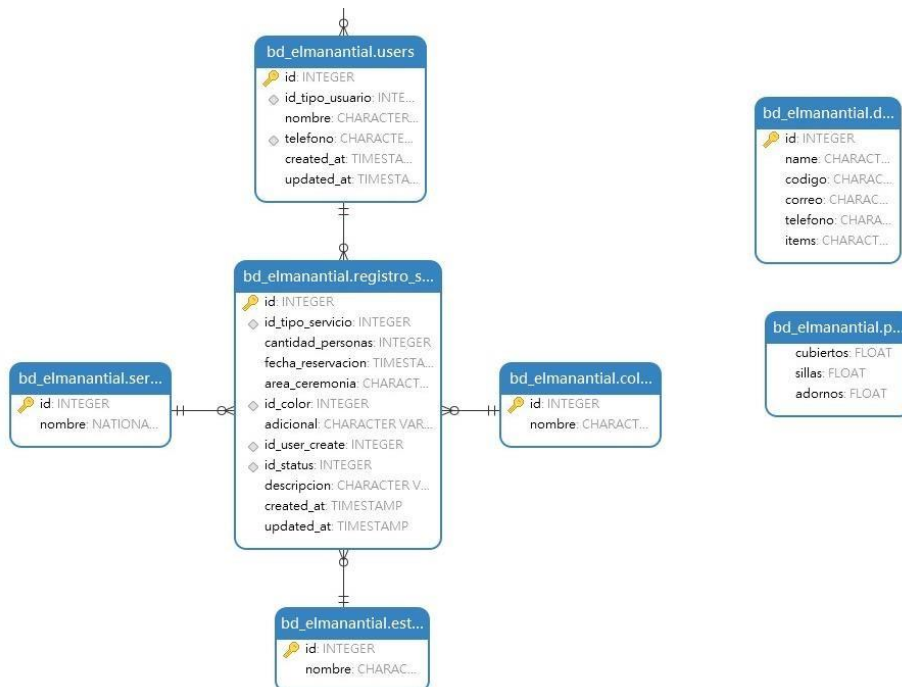 bd_elmanantial.users
id: INTEGER
id_tipo_usuario: INTE...
nombre: CHARACTER...
telefono: CHARACTE...
created_at: TIMESTA...
updated_at: TIMESTA...
bd_elmanantial.d...
id: INTEGER
name: CHARACT...
codigo: CHARAC...
correo: CHARAC...
telefono: CHARA...
items: CHARACT...
bd_elmanantial.registro_s...
id: INTEGER
id_tipo_servicio: INTEGER
cantidad_personas: INTEGER
fecha_reservacion: TIMESTA...
area_ceremonia: CHARACT...
id_color: INTEGER
adicional: CHARACTER VAR...
id_user_create: INTEGER
id_status: INTEGER
descripcion: CHARACTER V...
created_at: TIMESTAMP
updated_at: TIMESTAMP
bd_elmanantial.p...
cubiertos: FLOAT
sillas: FLOAT
adornos: FLOAT
bd_elmanantial.ser...
id: INTEGER
nombre: NATIONA...
bd_elmanantial.col...
id: INTEGER
nombre: CHARACT...
bd_elmanantial.est...
id: INTEGER
nombre: CHARAC...